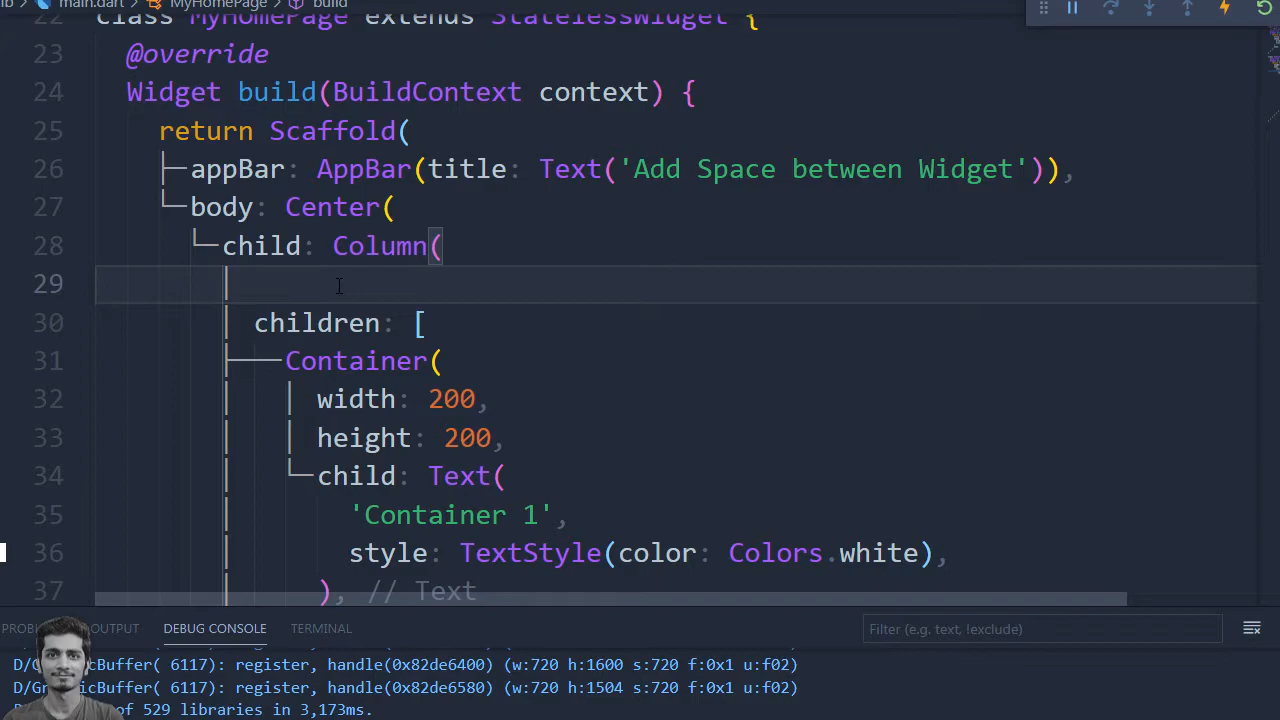 main.dart MyHomePage build
22 class MyHomePage extends StatelessWidget {
23 @override
24 Widget build(BuildContext context) {
25 return Scaffold(
26 appBar: AppBar(title: Text('Add Space between Widget')),
27 body: Center(
28 child: Column(
29
30 children: [
31 Container(
32 width: 200,
33 height: 200,
34 child: Text(
35 'Container 1',
36 style: TextStyle(color: Colors.white),
37 ), // Text
OUTPUT DEBUG CONSOLE TERMINAL Filter (e.g. text, !exclude)
( 6117): register, handle(0x82de6400) (w:720 h:1600 s:720 f:0x1 u:f02)
( 6117): register, handle(0x82de6580) (w:720 h:1504 s:720 f:0x1 u:f02)
of 529 libraries in 3,173ms.